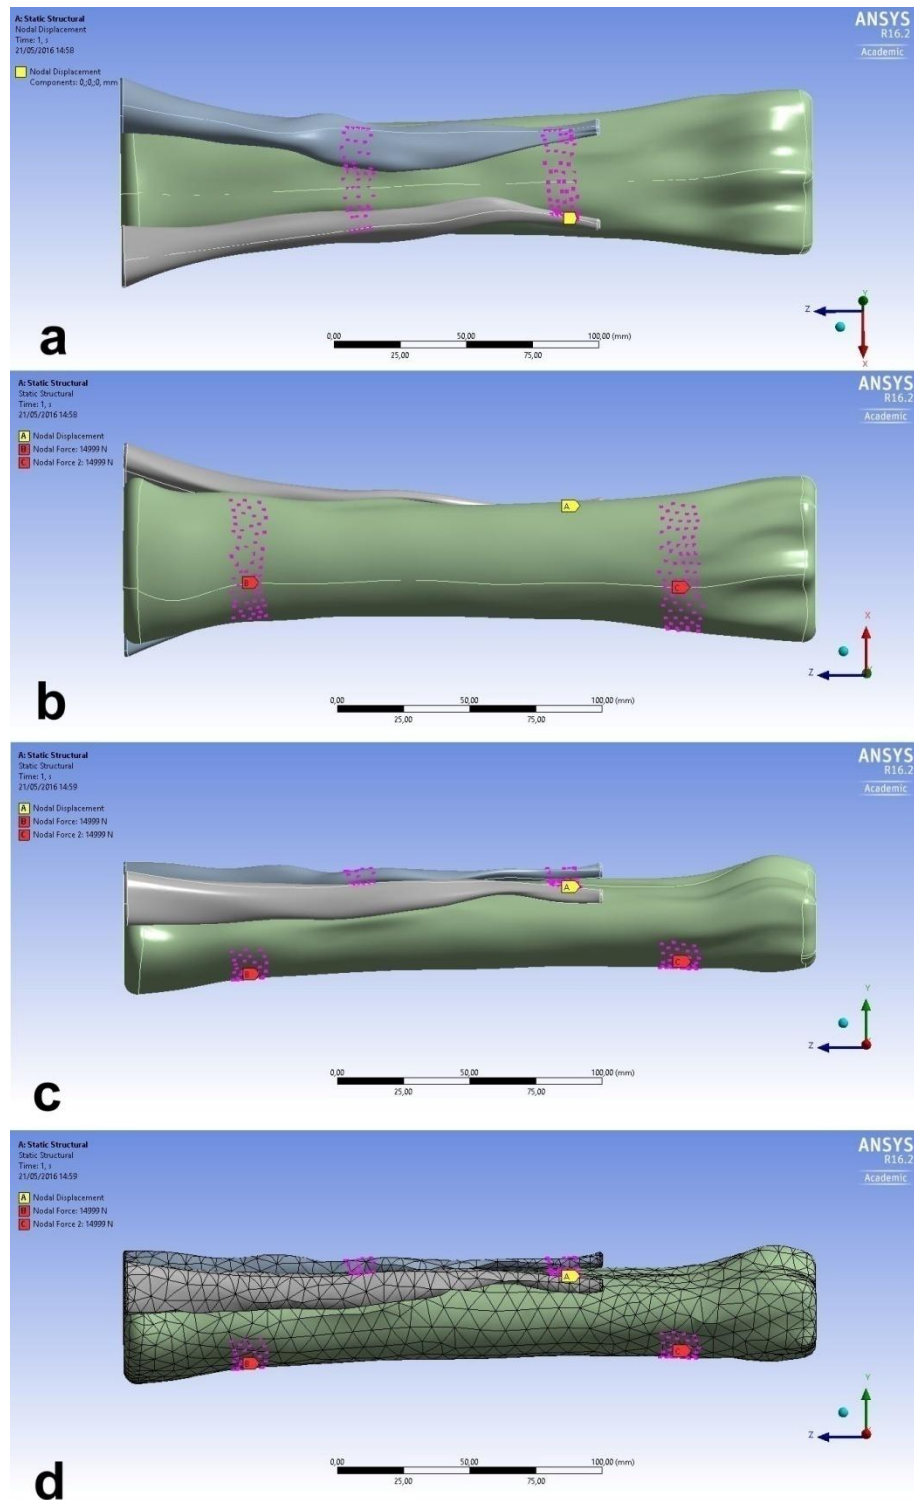 A: Static Structural
Nodal Displacement
Time: 1, s
21/05/2016 14:58
Nodal Displacement
Components: 0,;0,;0, mm
ANSYS
R16.2
Academic
Y
Z
X
0,00 50,00 100,00 (mm)
25,00 75,00
a
A: Static Structural
Static Structural
Time: 1, s
21/05/2016 14:58
A Nodal Displacement
B Nodal Force: 14999 N
C Nodal Force 2: 14999 N
ANSYS
R16.2
Academic
A
B C
X
Z
0,00 50,00 100,00 (mm)
25,00 75,00
b
A: Static Structural
Static Structural
Time: 1, s
21/05/2016 14:59
A Nodal Displacement
B Nodal Force: 14999 N
C Nodal Force 2: 14999 N
ANSYS
R16.2
Academic
A
B C
Y
Z
0,00 50,00 100,00 (mm)
25,00 75,00
c
A: Static Structural
Static Structural
Time: 1, s
21/05/2016 14:59
A Nodal Displacement
B Nodal Force: 14999 N
C Nodal Force 2: 14999 N
ANSYS
R16.2
Academic
A
B C
Y
Z
0,00 50,00 100,00 (mm)
25,00 75,00
d